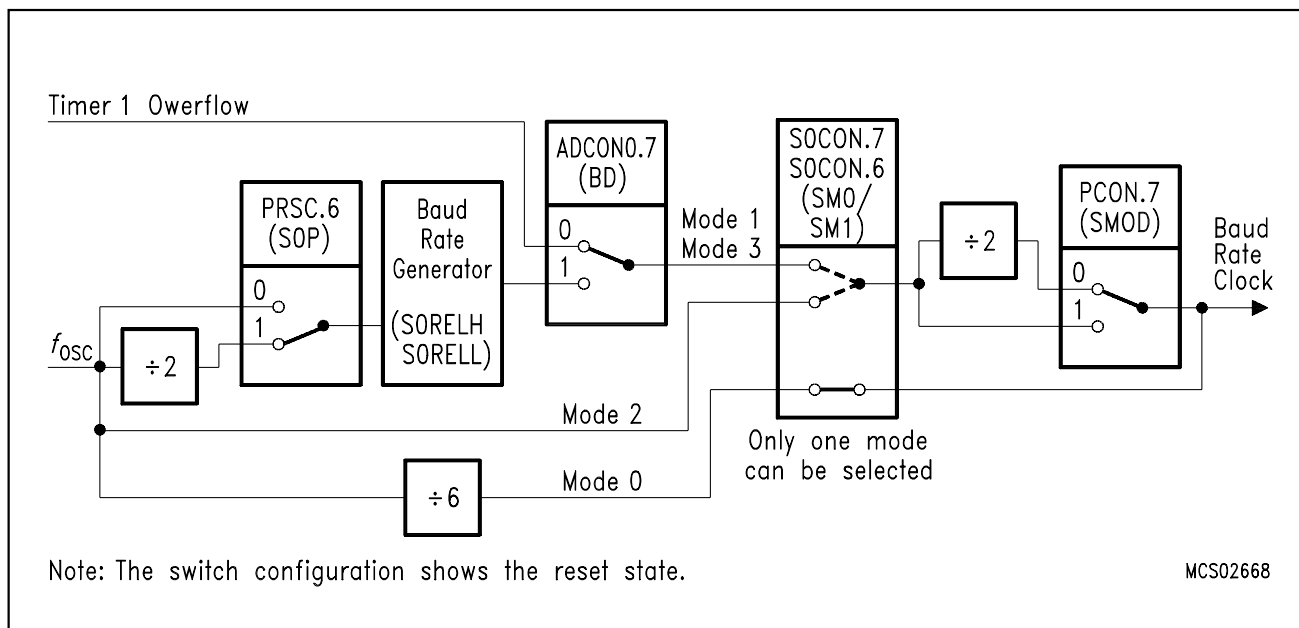 Timer 1 Owerflow
ADCON0.7
(BD)
0
1
PRSC.6
(S0P)
0
1
Baud
Rate
Generator
(S0RELH
S0RELL)
fOSC
÷2
Mode 1
Mode 3
S0CON.7
S0CON.6
(SM0/
SM1)
÷2
PCON.7
(SMOD)
0
1
Baud
Rate
Clock
Mode 2
Only one mode
can be selected
÷6
Mode 0
Note: The switch configuration shows the reset state.
MCS02668